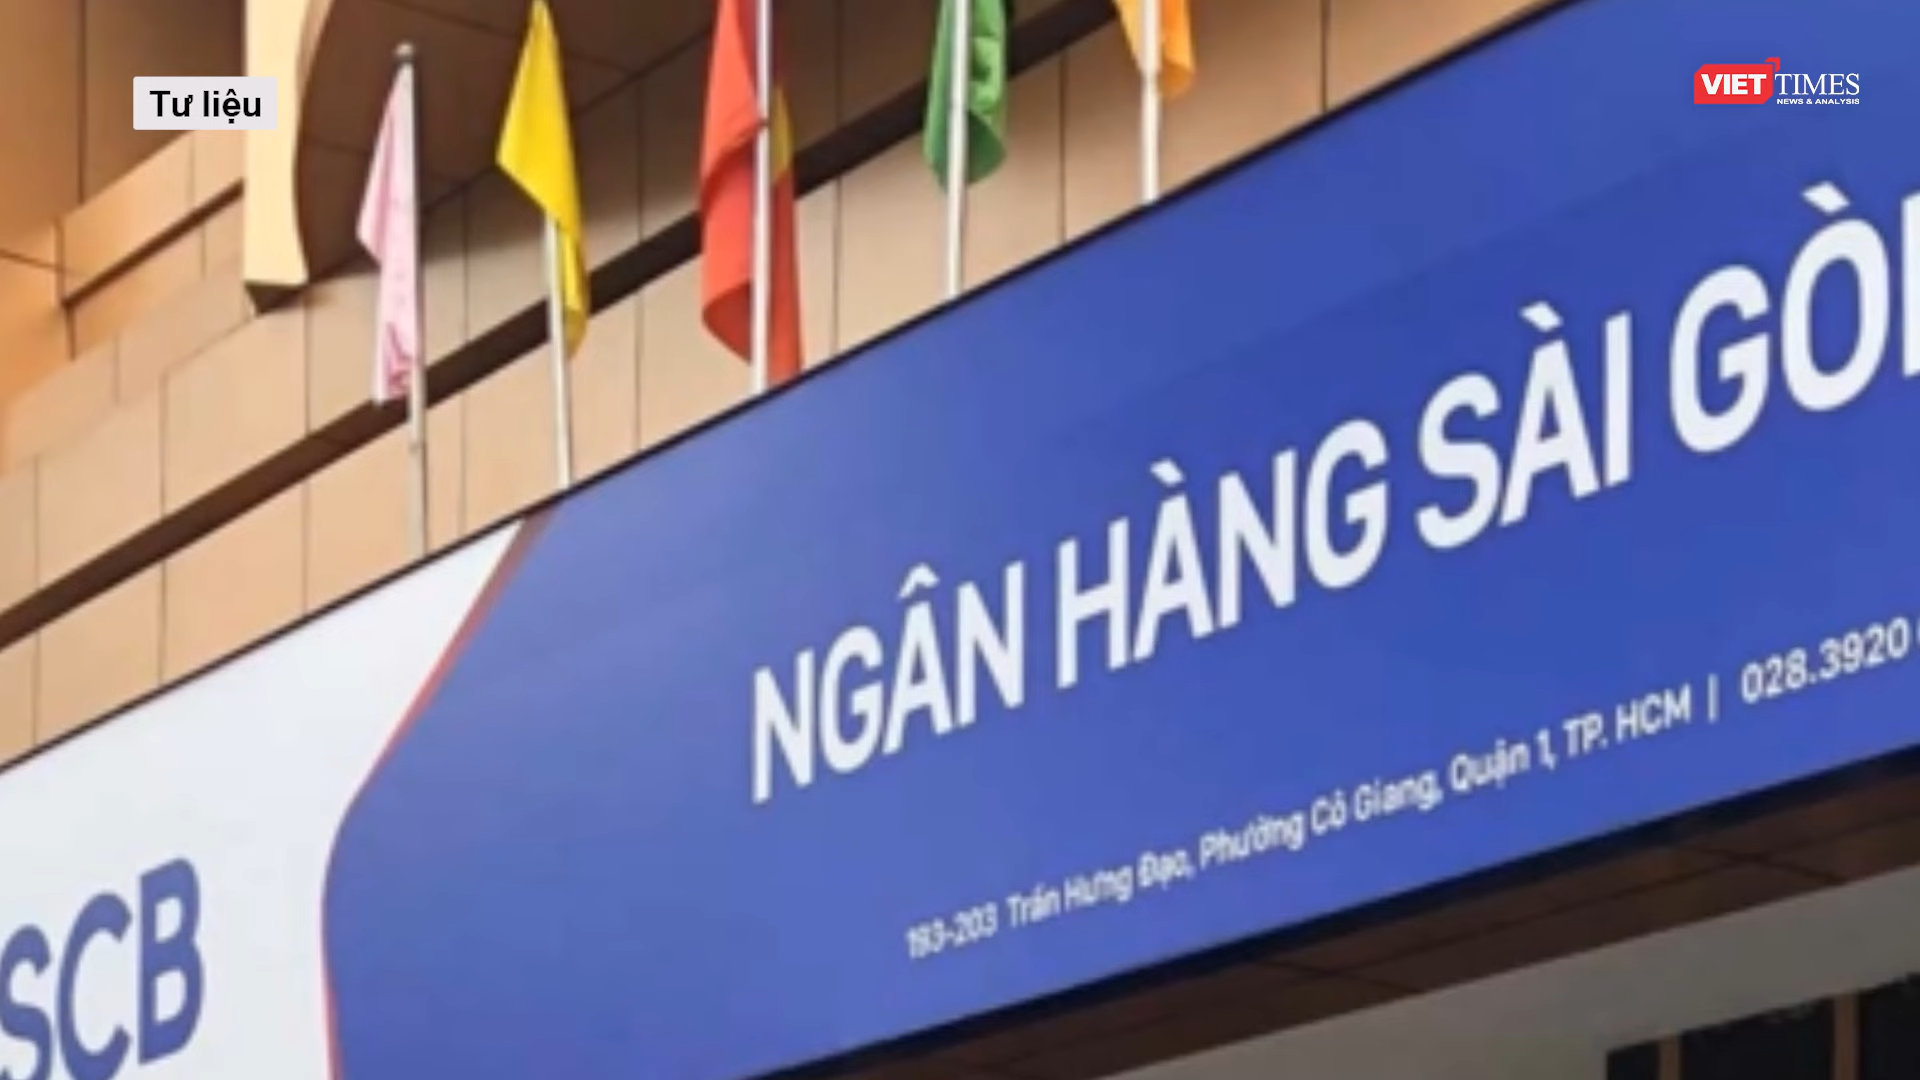 Tư liệu
VIETTIMES
NEWS & ANALYSIS
NGÂN HÀNG SÀI GÒN
193-203 Trần Hưng Đạo, Phường Cô Giang, Quận 1, TP. HCM | 028.3920
SCB